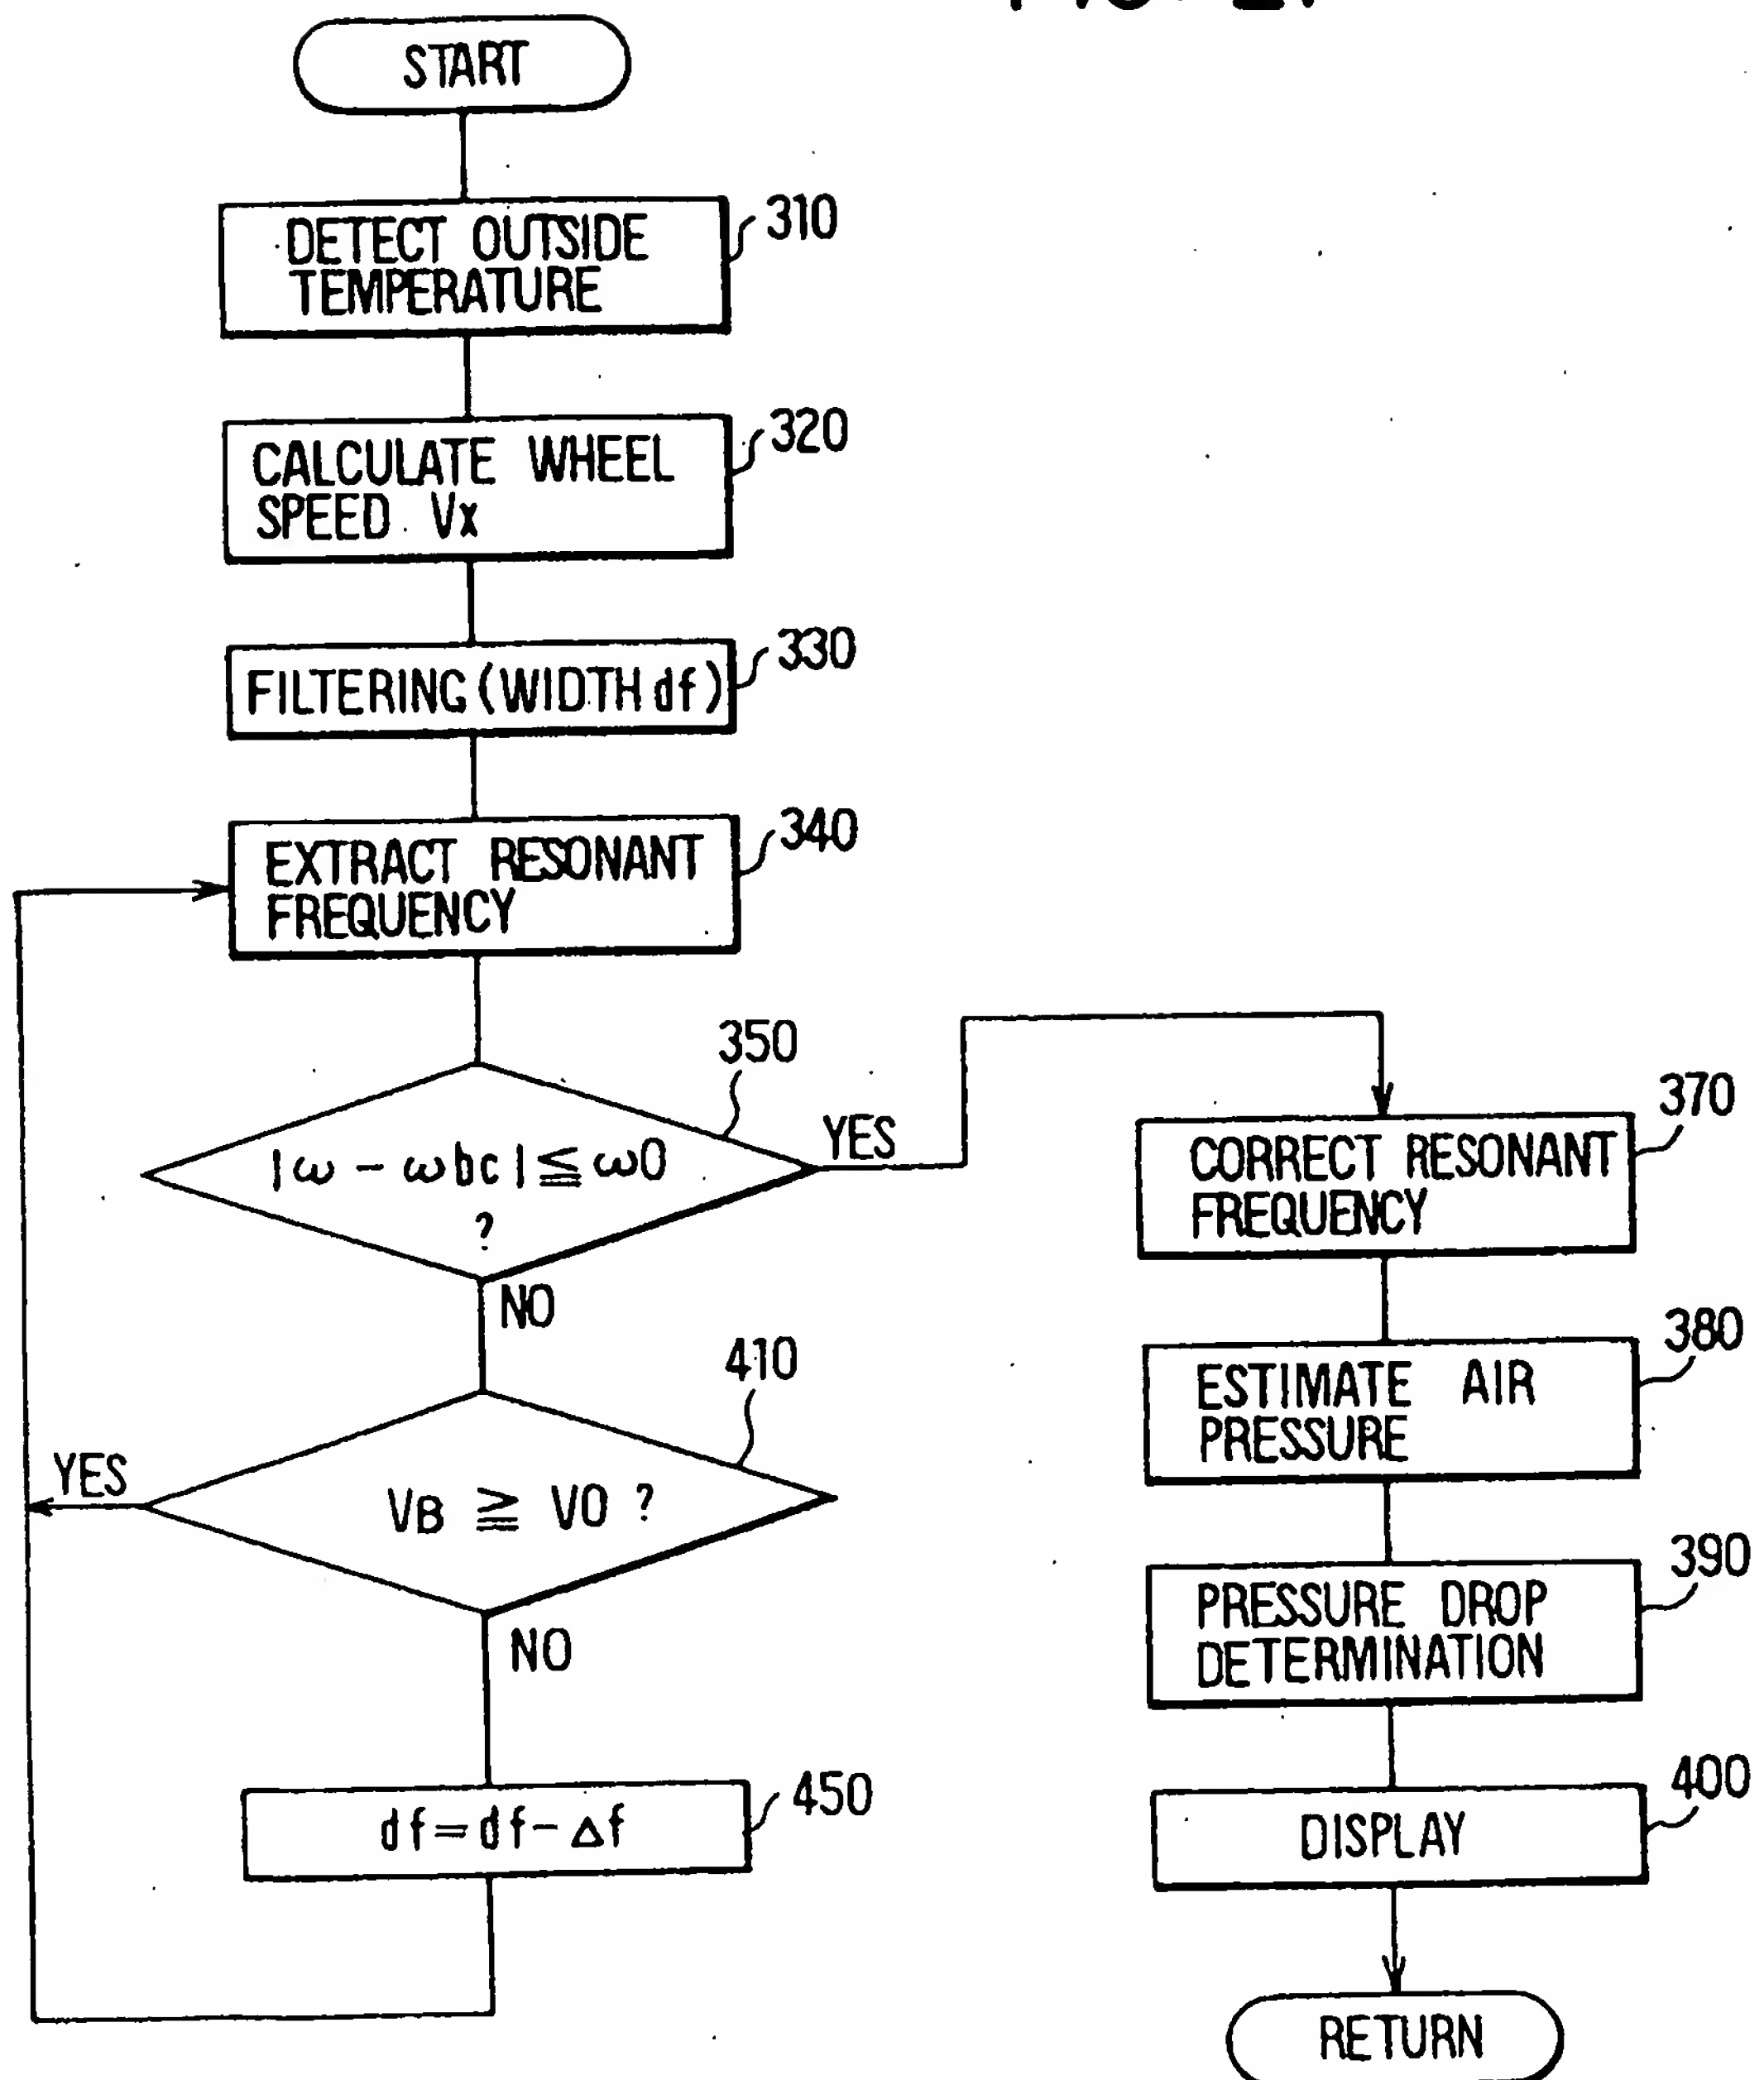 START
310
DETECT OUTSIDE
TEMPERATURE
320
CALCULATE WHEEL
SPEED Vx
330
FILTERING (WIDTH df)
340
EXTRACT RESONANT
FREQUENCY
350
|ω - ωbc| ≦ ω0
?
YES
NO
410
VB ≧ V0 ?
YES
NO
450
df=df-Δf
370
CORRECT RESONANT
FREQUENCY
380
ESTIMATE AIR
PRESSURE
390
PRESSURE DROP
DETERMINATION
400
DISPLAY
RETURN